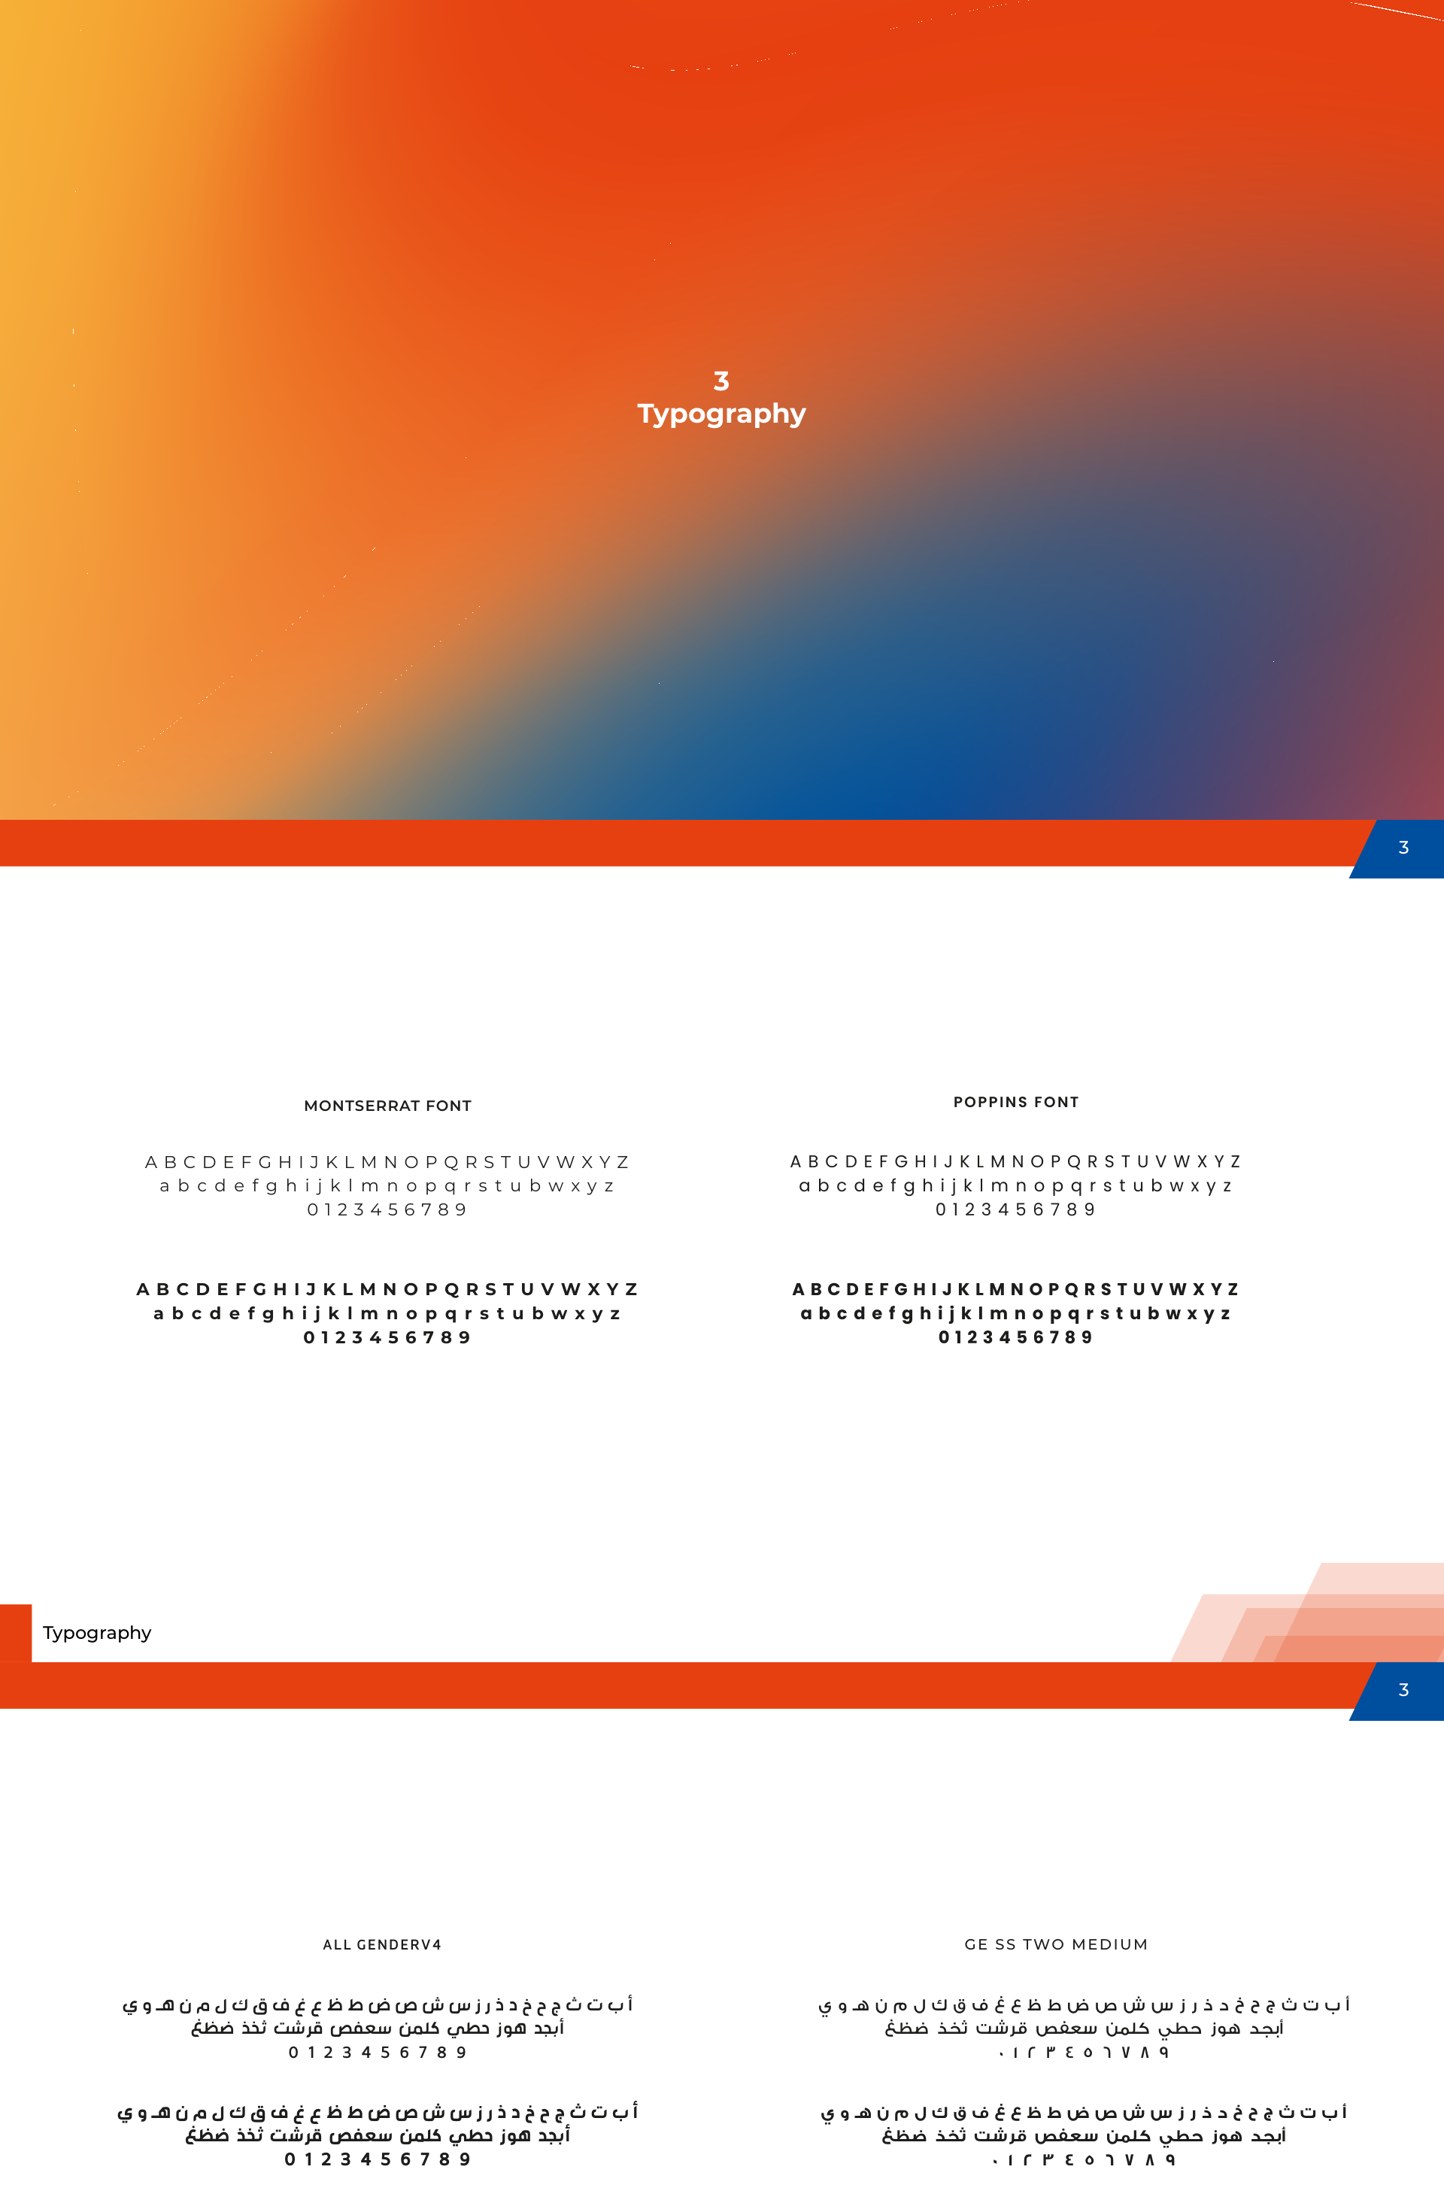 3
Typography
3
MONTSERRAT FONT
A B C D E F G H I J K L M N O P Q R S T U V W X Y Z
a b c d e f g h i j k l m n o p q r s t u b w x y z
0 1 2 3 4 5 6 7 8 9
A B C D E F G H I J K L M N O P Q R S T U V W X Y Z
a b c d e f g h i j k l m n o p q r s t u b w x y z
0 1 2 3 4 5 6 7 8 9
POPPINS FONT
A B C D E F G H I J K L M N O P Q R S T U V W X Y Z
a b c d e f g h i j k l m n o p q r s t u b w x y z
0 1 2 3 4 5 6 7 8 9
A B C D E F G H I J K L M N O P Q R S T U V W X Y Z
a b c d e f g h i j k l m n o p q r s t u b w x y z
0 1 2 3 4 5 6 7 8 9
Typography
3
ALL GENDERV4
أ ب ت ث ج ح خ د ذ ر ز س ش ص ض ط ظ ع غ ف ق ك ل م ن هـ و ي
أبجد هوز حطي كلمن سعفص قرشت ثخذ ضظغ
0 1 2 3 4 5 6 7 8 9
أ ب ت ث ج ح خ د ذ ر ز س ش ص ض ط ظ ع غ ف ق ك ل م ن هـ و ي
أبجد هوز حطي كلمن سعفص قرشت ثخذ ضظغ
0 1 2 3 4 5 6 7 8 9
GE SS TWO MEDIUM
أ ب ت ث ج ح خ د ذ ر ز س ش ص ض ط ظ ع غ ف ق ك ل م ن هـ و ي
أبجد هوز حطي كلمن سعفص قرشت ثخذ ضظغ
٠ ١ ٢ ٣ ٤ ٥ ٦ ٧ ٨ ٩
أ ب ت ث ج ح خ د ذ ر ز س ش ص ض ط ظ ع غ ف ق ك ل م ن هـ و ي
أبجد هوز حطي كلمن سعفص قرشت ثخذ ضظغ
٠ ١ ٢ ٣ ٤ ٥ ٦ ٧ ٨ ٩